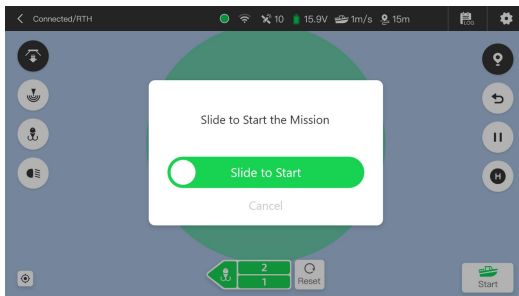 Connected/RTH 10 15.9V 1m/s 15m LOG
Slide to Start the Mission
Slide to Start
Cancel
H
2
1
Reset
Start